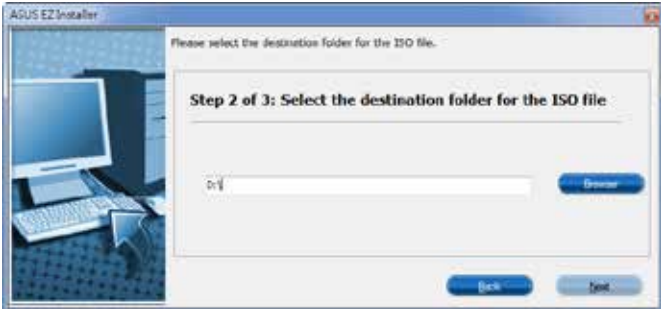 ASUS EZ Installer
Please select the destination folder for the ISO file.
Step 2 of 3: Select the destination folder for the ISO file
D:\
Browse
Back
Next